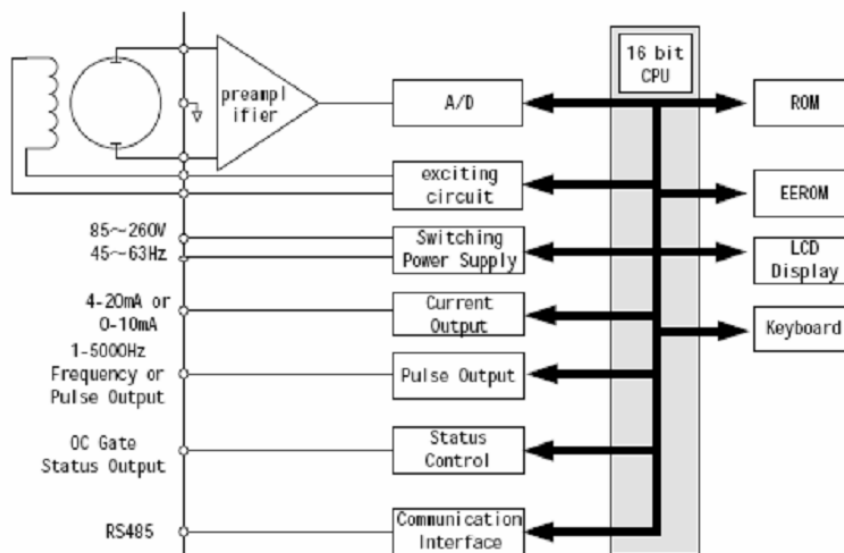 16 bit
CPU
preampl
ifier
A/D
ROM
exciting
circuit
EEROM
85~260V
45~63Hz
Switching
Power Supply
LCD
Display
4-20mA or
0-10mA
Current
Output
Keyboard
1-5000Hz
Frequency or
Pulse Output
Pulse Output
OC Gate
Status Output
Status
Control
RS485
Communication
Interface